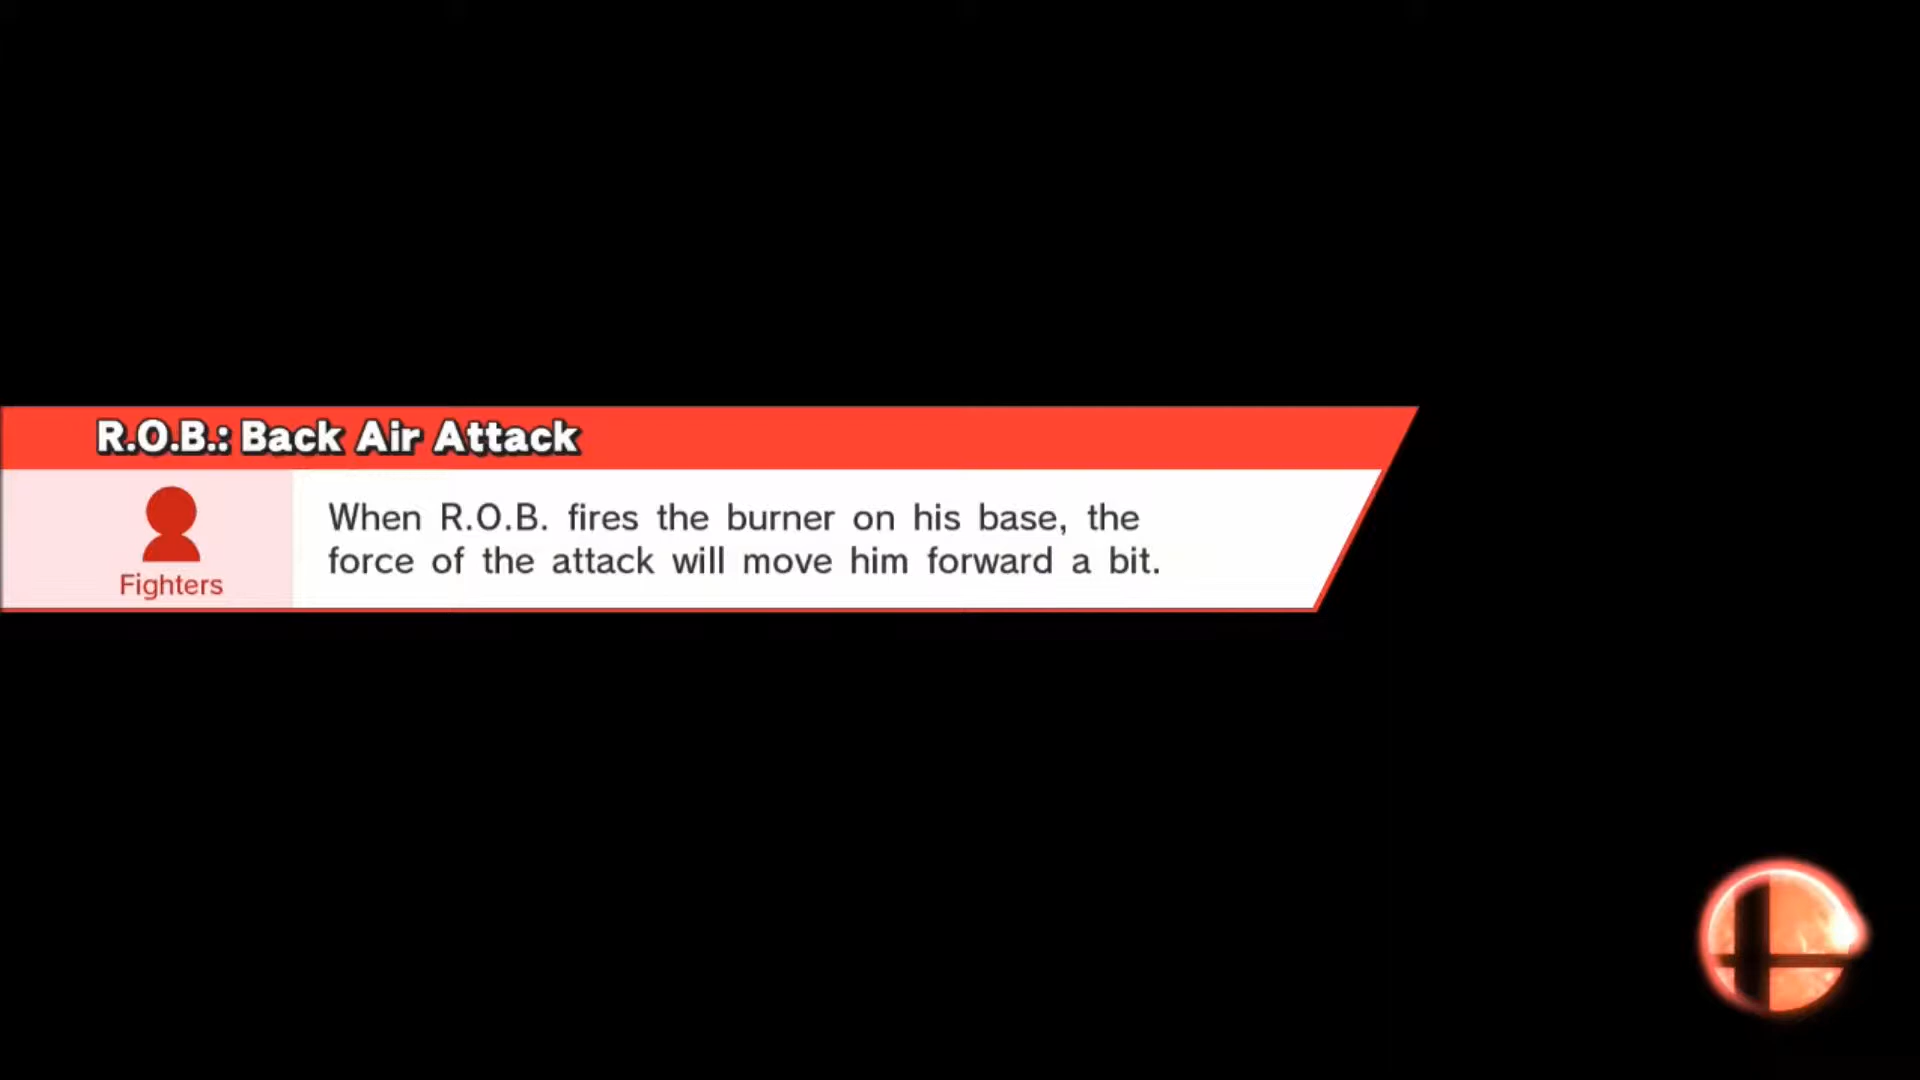 R.O.B.: Back Air Attack
Fighters
When R.O.B. fires the burner on his base, the
force of the attack will move him forward a bit.